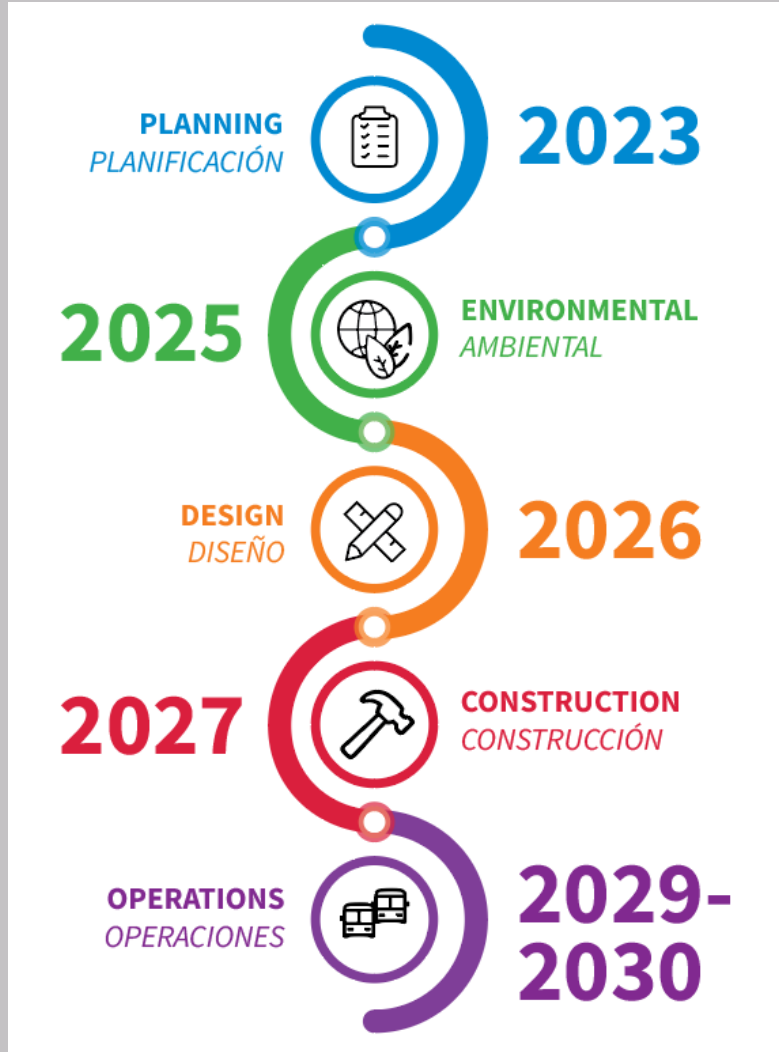 PLANNING
PLANIFICACIÓN
2023
2025
ENVIRONMENTAL
AMBIENTAL
DESIGN
DISEÑO
2026
2027
CONSTRUCTION
CONSTRUCCIÓN
OPERATIONS
OPERACIONES
2029-
2030